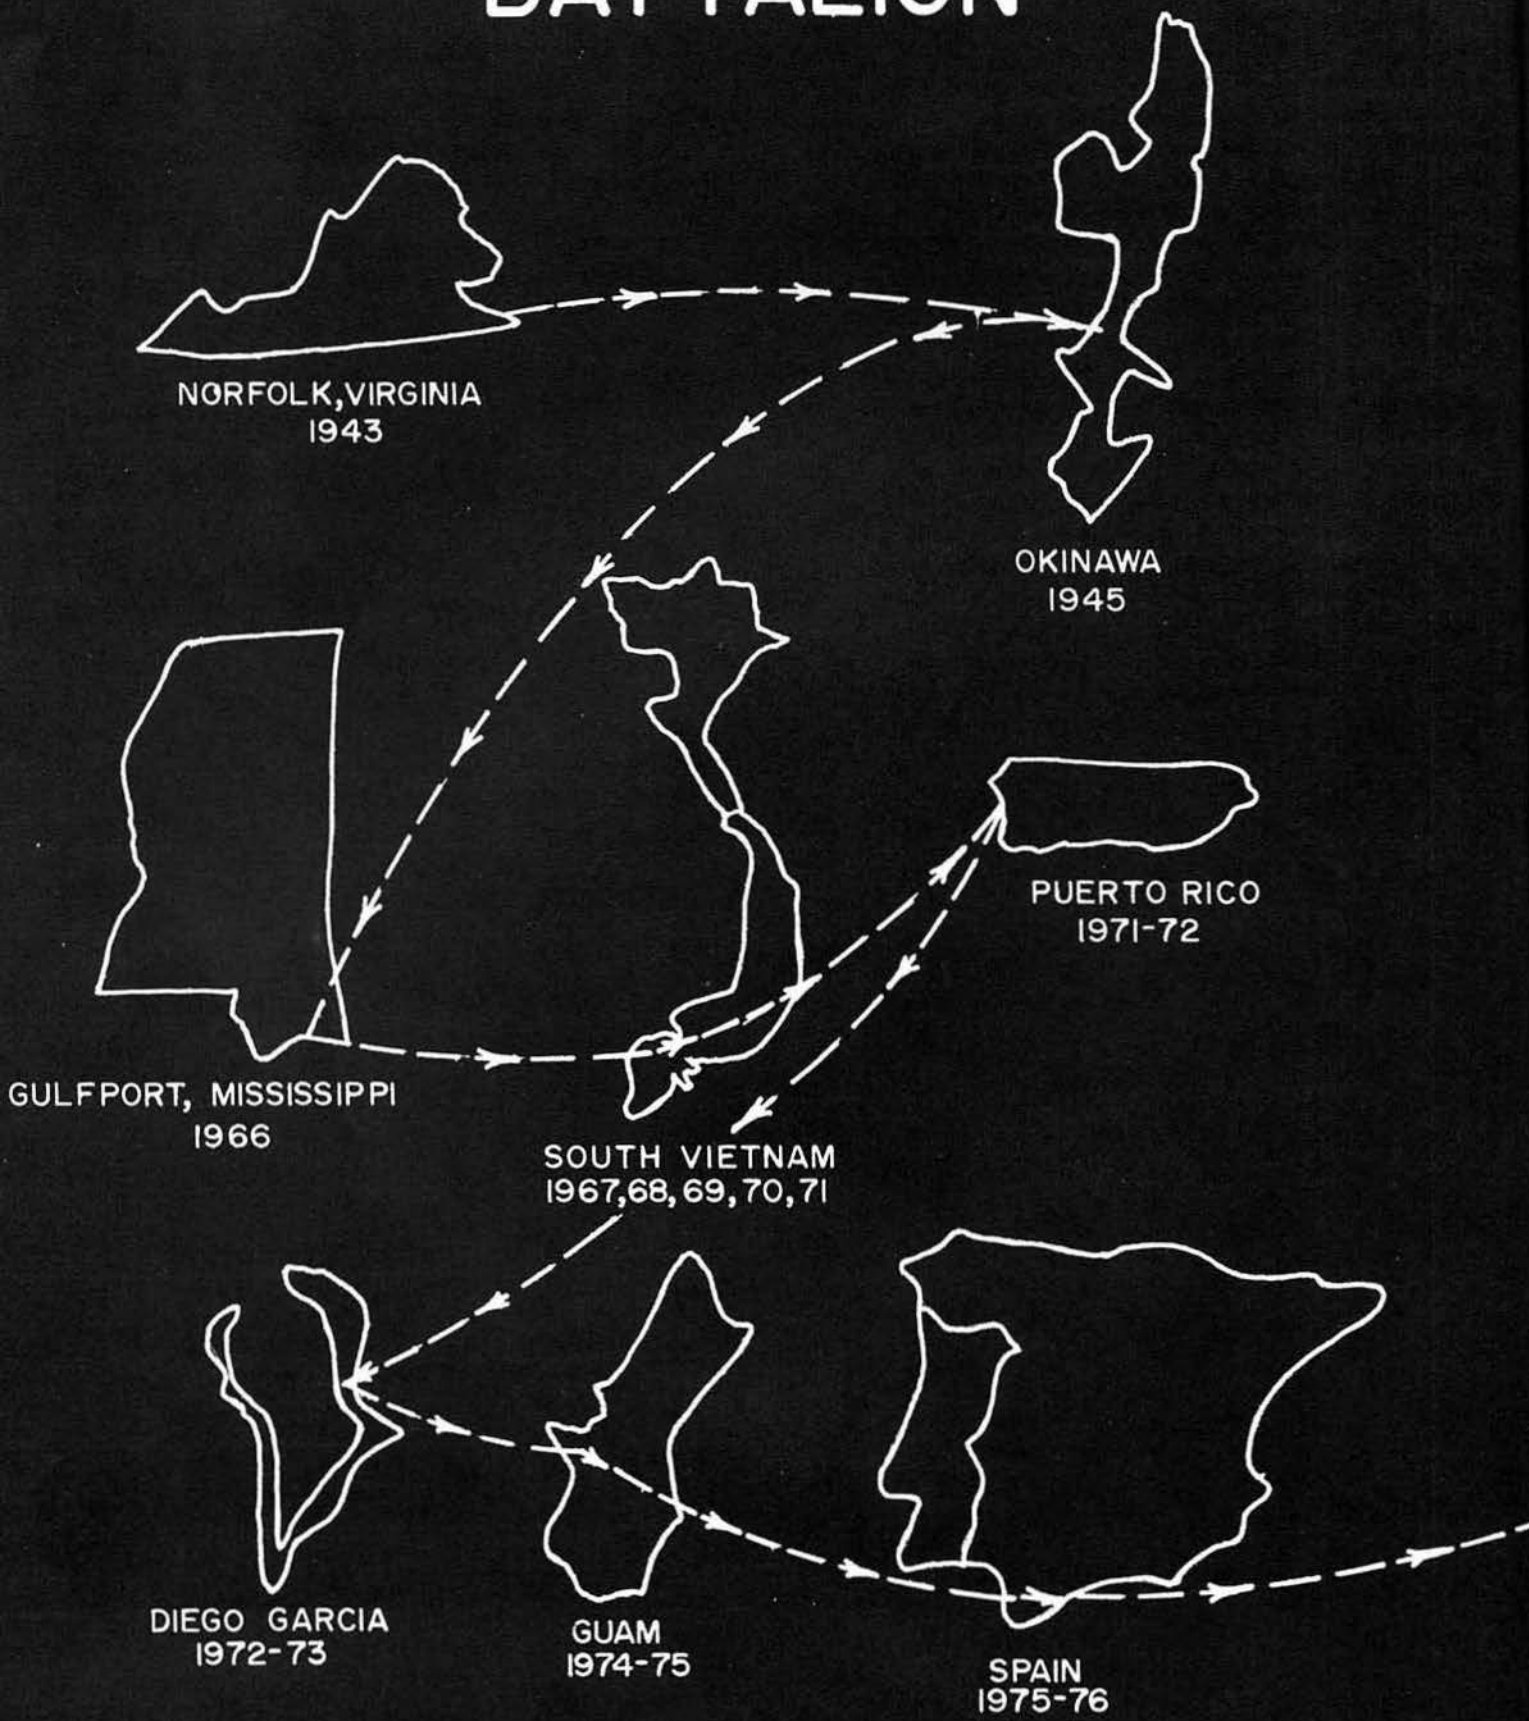 BATTALION
NORFOLK, VIRGINIA
1943
OKINAWA
1945
PUERTO RICO
1971-72
GULFPORT, MISSISSIPPI
1966
SOUTH VIETNAM
1967,68,69,70,71
DIEGO GARCIA
1972-73
GUAM
1974-75
SPAIN
1975-76